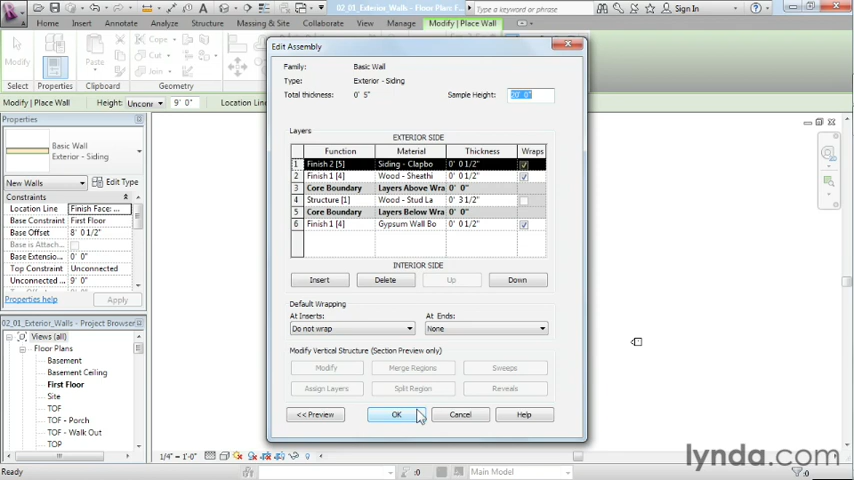 02_01_Exterior_Walls - Floor Plan: F...
Type a keyword or phrase
Sign In
Home Insert Annotate Analyze Structure Massing & Site Collaborate View Manage Modify | Place Wall
Modify
Cope
Cut
Join
Select Properties Clipboard Geometry
Modify | Place Wall Height: Uncon 9' 0" Location Lin
Properties
Basic Wall
Exterior - Siding
New Walls Edit Type
Constraints
Location Line Finish Face: ...
Base Constraint First Floor
Base Offset 8' 0 1/2"
Base is Attach...
Base Extensio... 0' 0"
Top Constraint Unconnected
Unconnected ... 9' 0"
Properties help Apply
02_01_Exterior_Walls - Project Browser
Views (all)
Floor Plans
Basement
Basement Ceiling
First Floor
Site
TOF
TOF - Porch
TOF - Walk Out
TOP
Edit Assembly
Family: Basic Wall
Type: Exterior - Siding
Total thickness: 0' 5" Sample Height: 20' 0"
Layers
EXTERIOR SIDE
Function Material Thickness Wraps
1 Finish 2 [5] Siding - Clapbo 0' 0 1/2"
2 Finish 1 [4] Wood - Sheathi 0' 0 1/2"
3 Core Boundary Layers Above Wra 0' 0"
4 Structure [1] Wood - Stud La 0' 3 1/2"
5 Core Boundary Layers Below Wra 0' 0"
6 Finish 1 [4] Gypsum Wall Bo 0' 0 1/2"
INTERIOR SIDE
Insert Delete Up Down
Default Wrapping
At Inserts: At Ends:
Do not wrap None
Modify Vertical Structure (Section Preview only)
Modify Merge Regions Sweeps
Assign Layers Split Region Reveals
<< Preview OK Cancel Help
1/4" = 1'-0"
Ready :0 Main Model :0
lynda.com